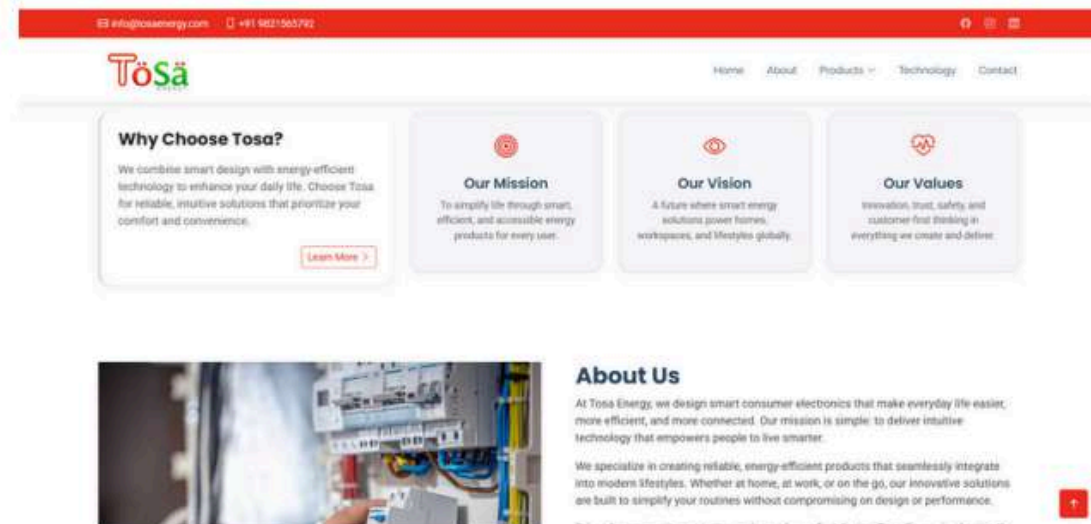 info@tosaenergy.com +91 9821565792
TöSä
Home About Products Technology Contact
Why Choose Tosa?
We combine smart design with energy-efficient
technology to enhance your daily life. Choose Tosa
for reliable, intuitive solutions that prioritize your
comfort and convenience.
Learn More >
Our Mission
To simplify life through smart,
efficient, and accessible energy
products for every user.
Our Vision
A future where smart energy
solutions power homes,
workspaces, and lifestyles globally.
Our Values
Innovation, trust, safety, and
customer-first thinking in
everything we create and deliver.
About Us
At Tosa Energy, we design smart consumer electronics that make everyday life easier,
more efficient, and more connected. Our mission is simple: to deliver intuitive
technology that empowers people to live smarter.
We specialize in creating reliable, energy-efficient products that seamlessly integrate
into modern lifestyles. Whether at home, at work, or on the go, our innovative solutions
are built to simplify your routines without compromising on design or performance.